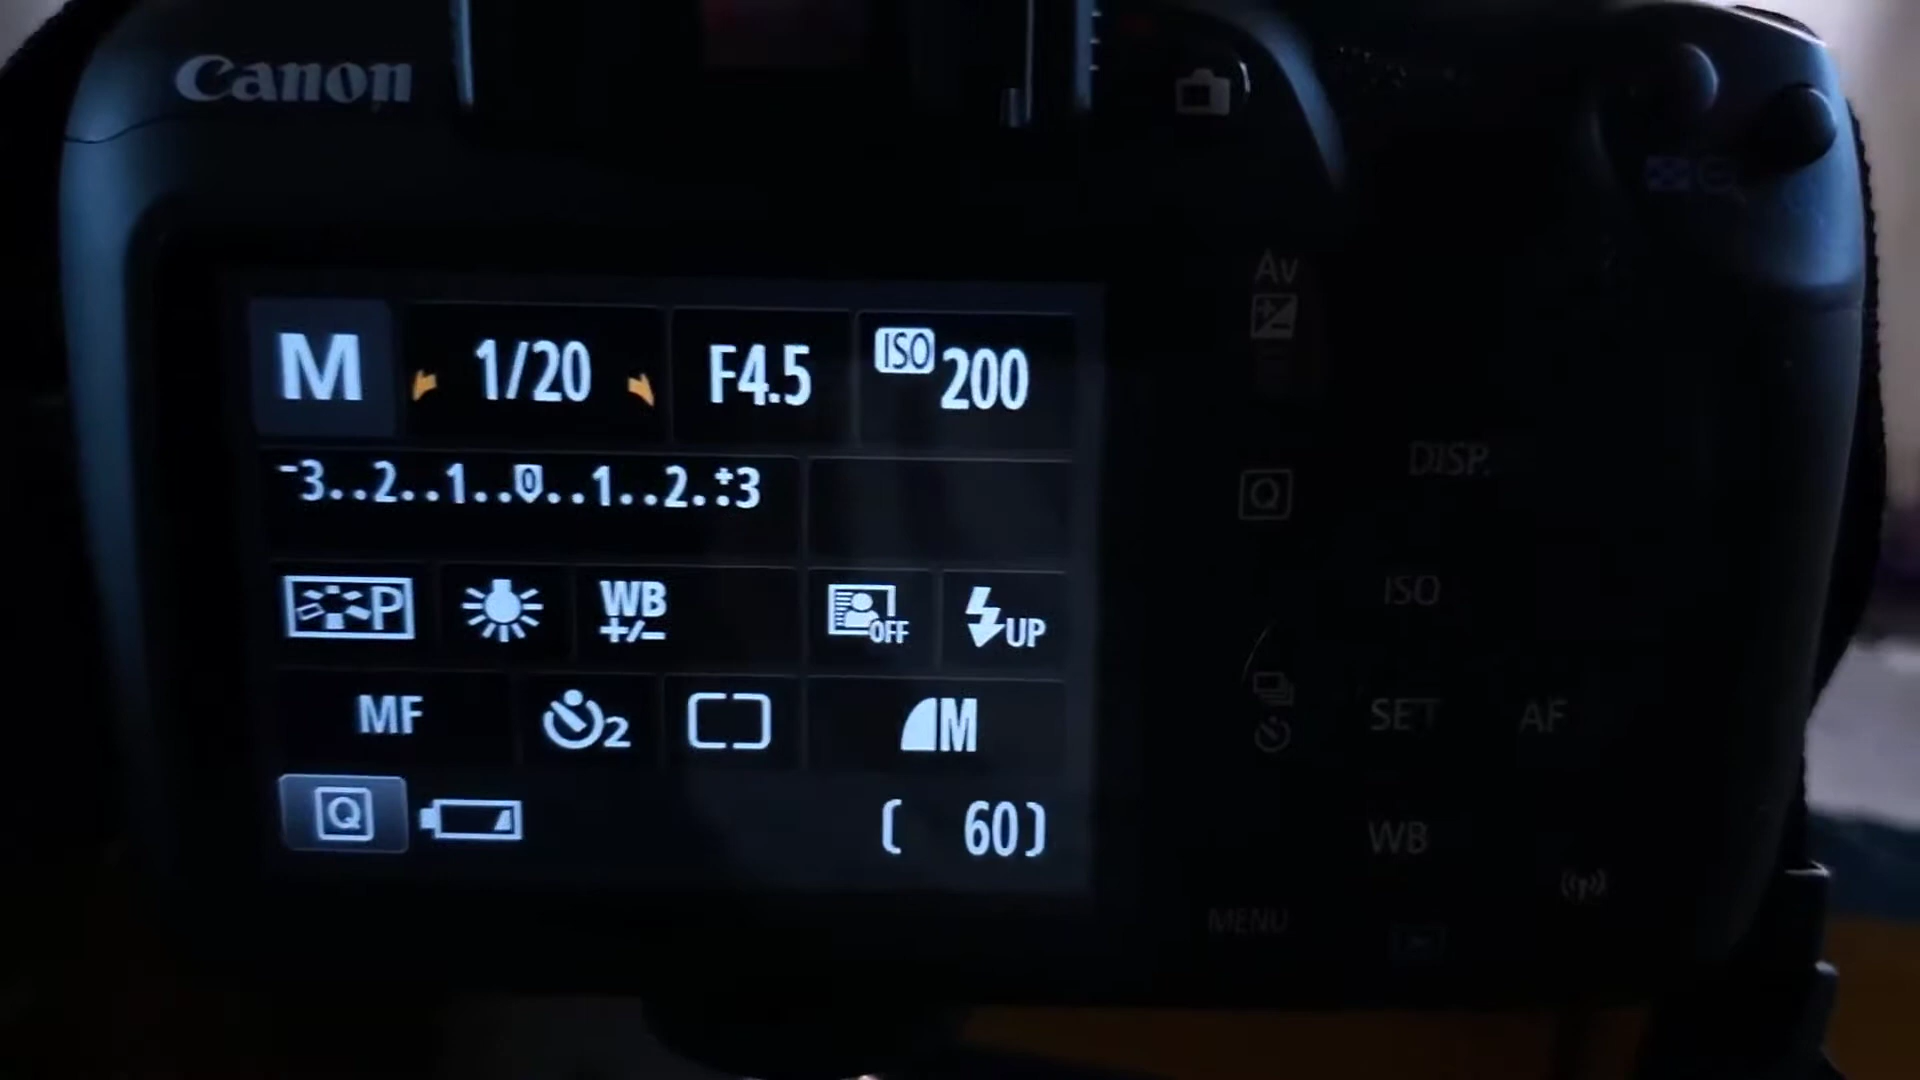 Canon
M 1/20 F4.5 ISO 200
-3..2..1..0..1..2..+3
P WB +/- OFF UP
MF 2 M
Q [ 60]
Av
Q
DISP.
ISO
SET AF
WB
MENU